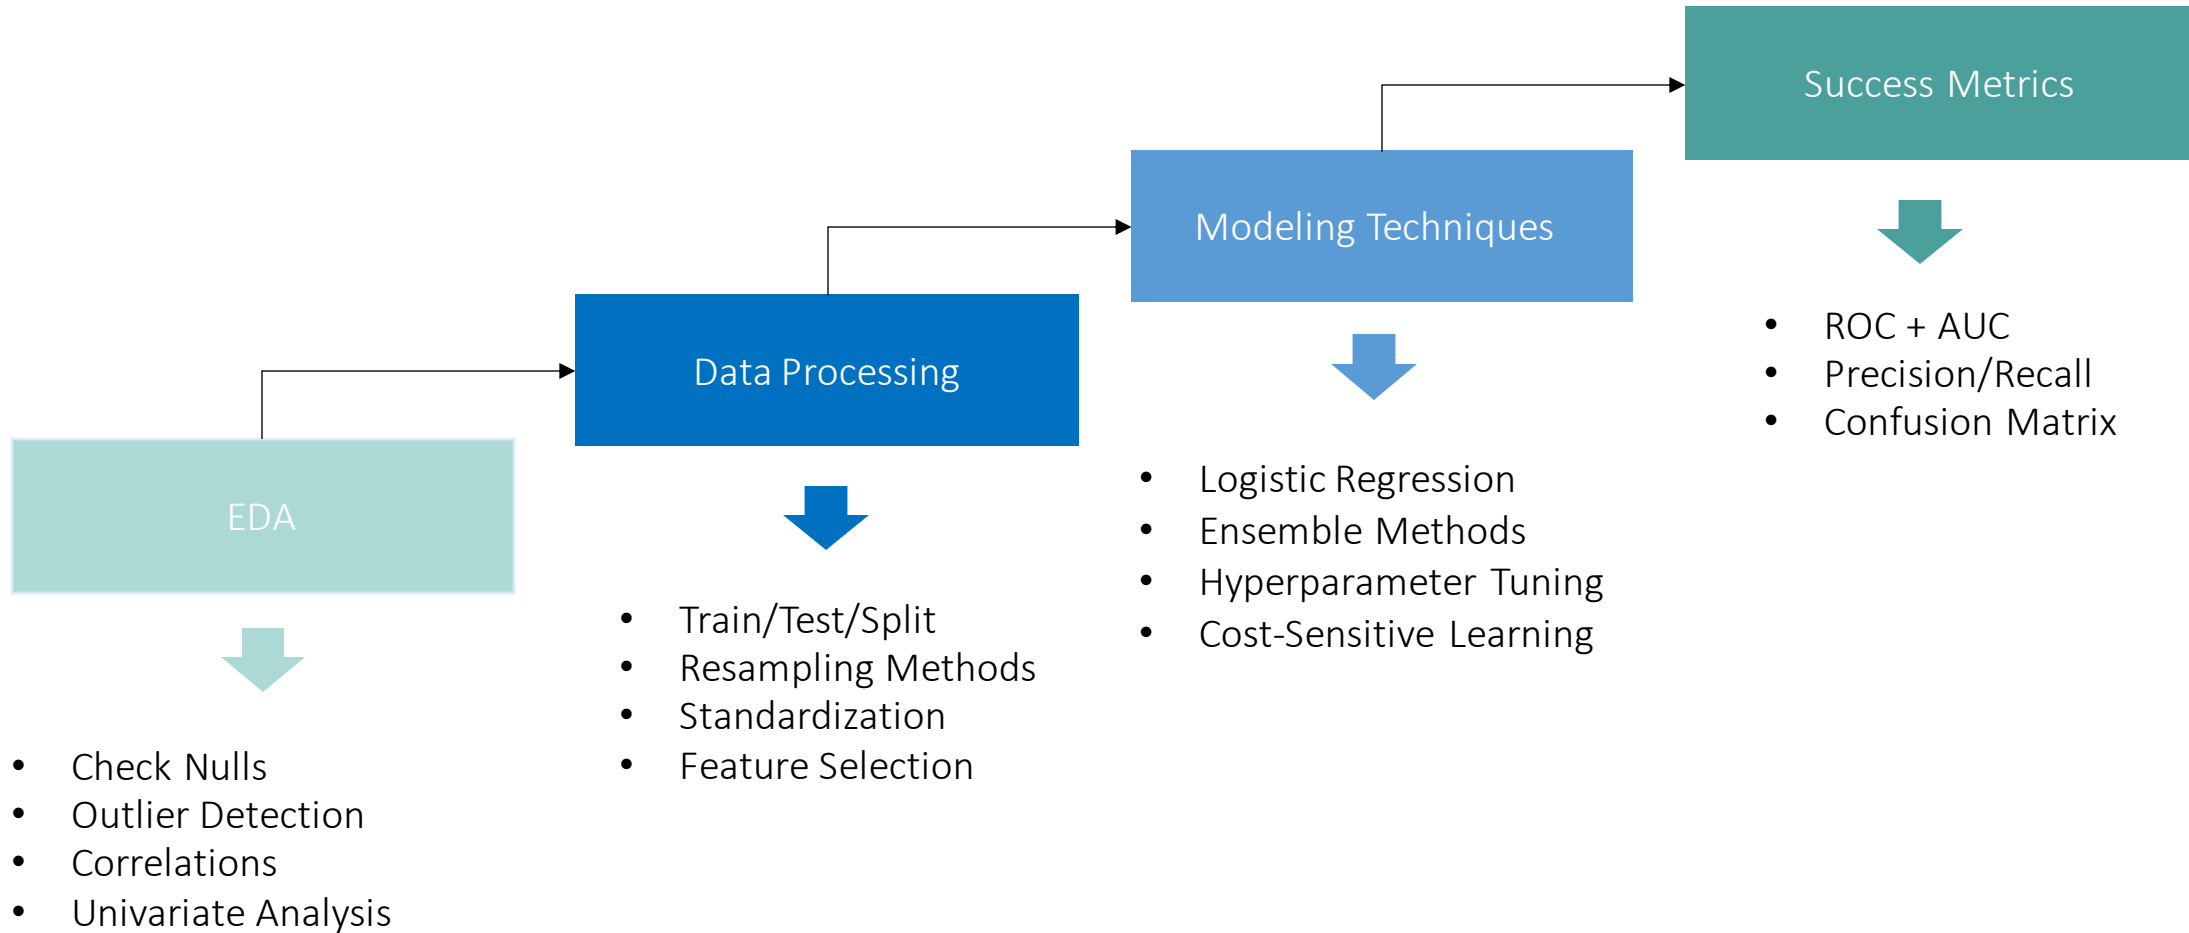 EDA
• Check Nulls
• Outlier Detection
• Correlations
• Univariate Analysis
Data Processing
• Train/Test/Split
• Resampling Methods
• Standardization
• Feature Selection
Modeling Techniques
• Logistic Regression
• Ensemble Methods
• Hyperparameter Tuning
• Cost-Sensitive Learning
Success Metrics
• ROC + AUC
• Precision/Recall
• Confusion Matrix